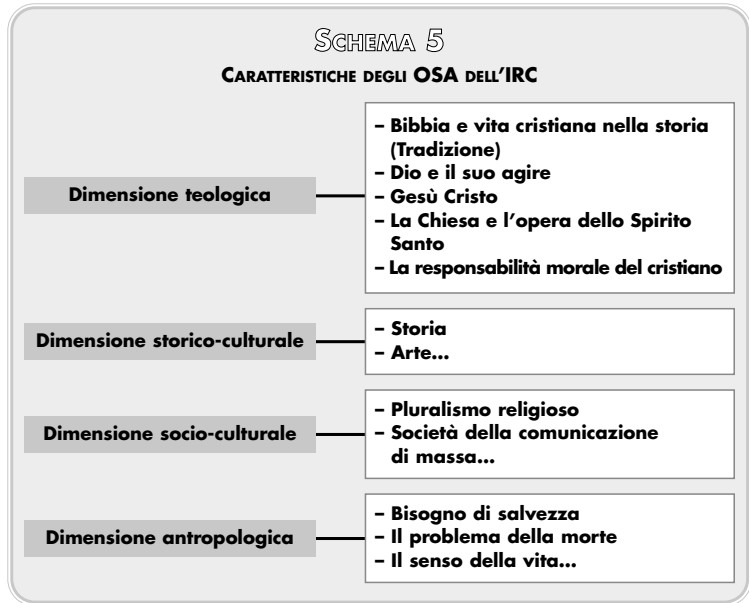 SCHEMA 5
CARATTERISTICHE DEGLI OSA DELL'IRC
Dimensione teologica
– Bibbia e vita cristiana nella storia
(Tradizione)
– Dio e il suo agire
– Gesù Cristo
– La Chiesa e l'opera dello Spirito
Santo
– La responsabilità morale del cristiano
Dimensione storico-culturale
– Storia
– Arte...
Dimensione socio-culturale
– Pluralismo religioso
– Società della comunicazione
di massa...
Dimensione antropologica
– Bisogno di salvezza
– Il problema della morte
– Il senso della vita...